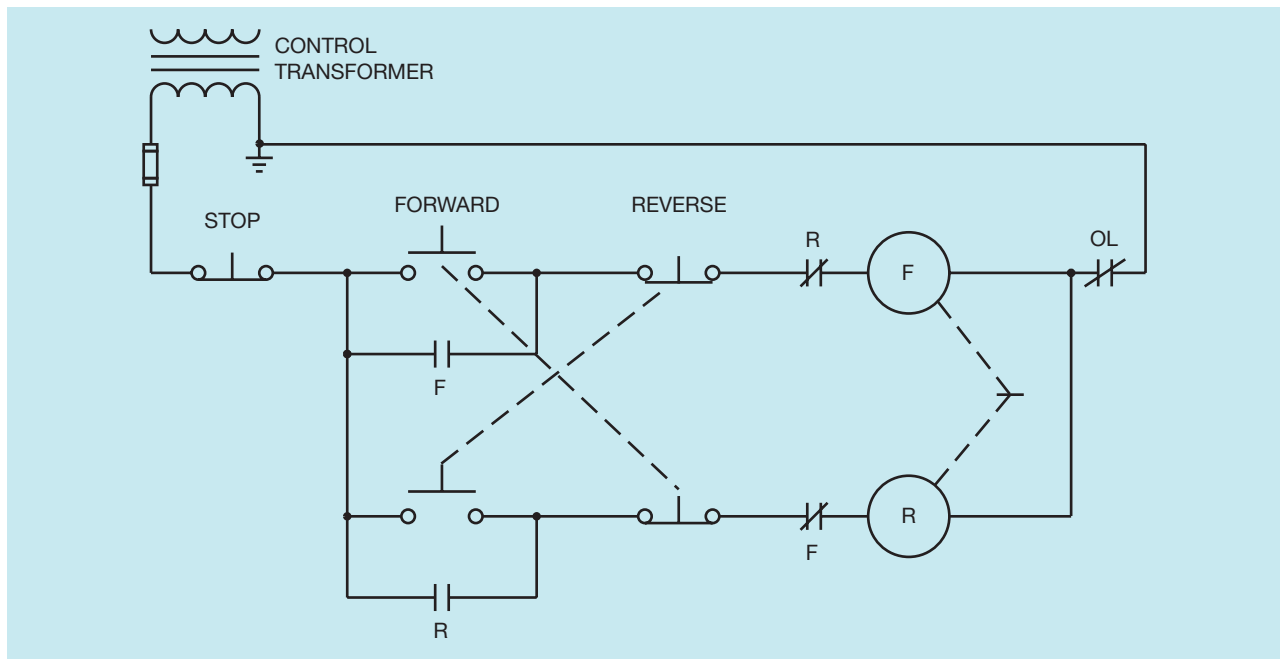 CONTROL
TRANSFORMER
STOP
FORWARD
REVERSE
R
F
OL
F
F
R
R